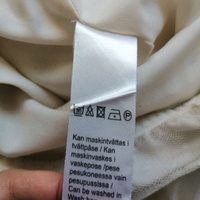 Kan maskintvättas i
tvättpåse / Kan
maskinvaskes i
vaskepose /pese
pesukoneessa vain
pesupussissa /
Can be washed in